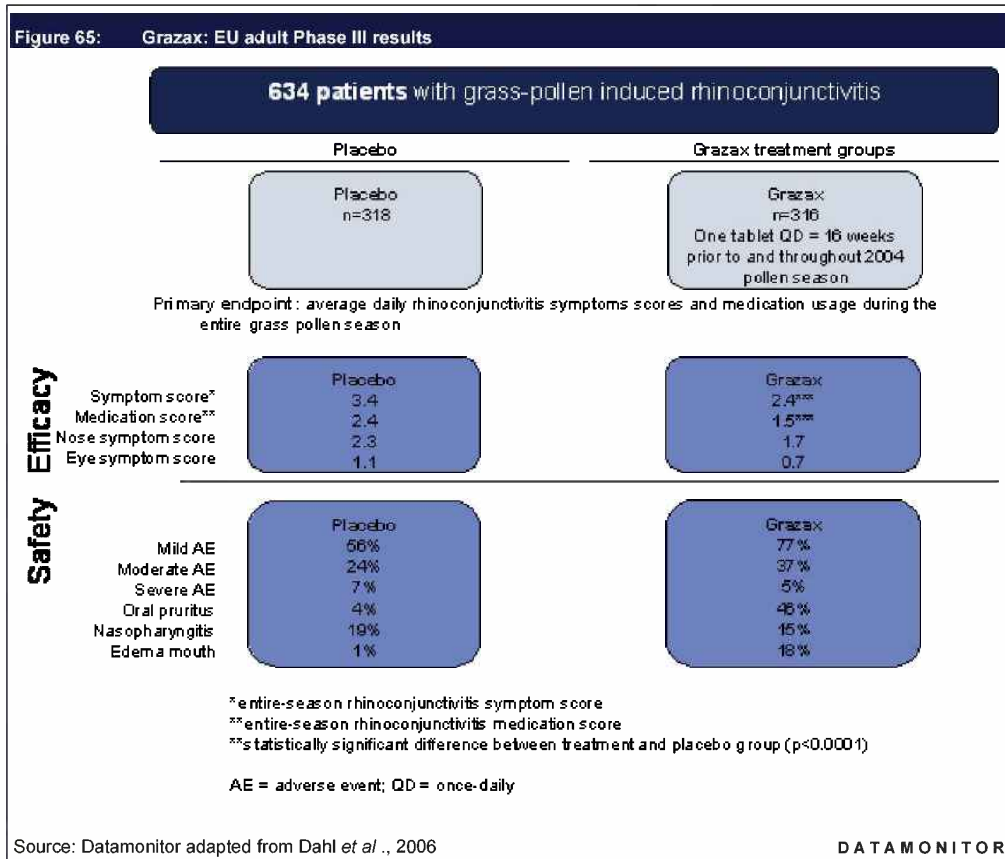 Figure 65: Grazax: EU adult Phase III results
634 patients with grass-pollen induced rhinoconjunctivitis
Placebo Grazax treatment groups
Placebo
n=318
Grazax
n=316
One tablet QD = 16 weeks
prior to and throughout 2004
pollen season
Primary endpoint: average daily rhinoconjunctivitis symptoms scores and medication usage during the
entire grass pollen season
Efficacy
Placebo Grazax
Symptom score* 3.4 2.4***
Medication score** 2.4 1.5***
Nose symptom score 2.3 1.7
Eye symptom score 1.1 0.7
Safety
Placebo Grazax
Mild AE 56% 77%
Moderate AE 24% 37%
Severe AE 7% 5%
Oral pruritus 4% 46%
Nasopharyngitis 19% 15%
Edema mouth 1% 18%
*entire-season rhinoconjunctivitis symptom score
**entire-season rhinoconjunctivitis medication score
**statistically significant difference between treatment and placebo group (p<0.0001)
AE = adverse event; QD = once-daily
Source: Datamonitor adapted from Dahl et al ., 2006
DATAMONITOR